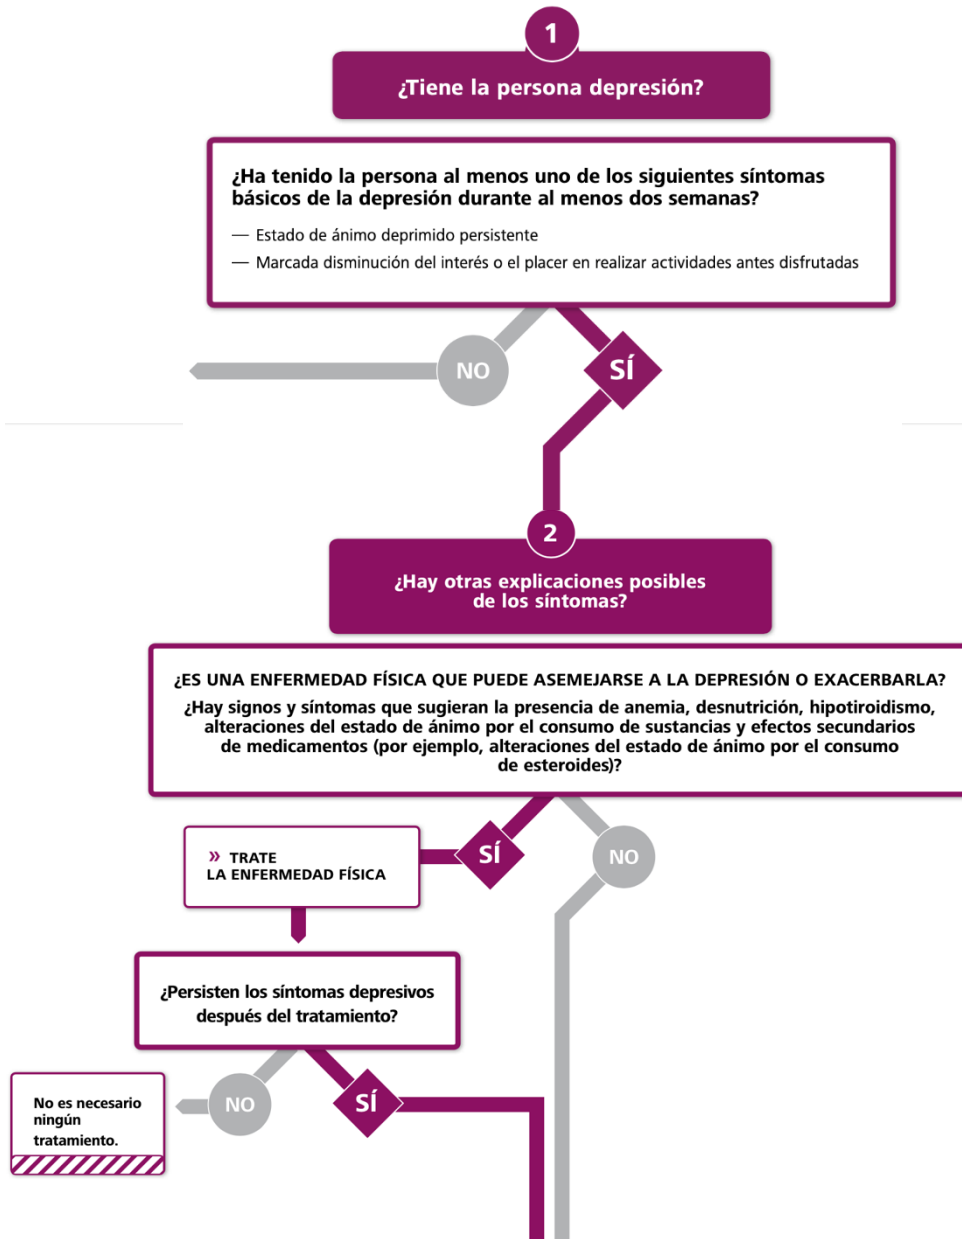 1
¿Tiene la persona depresión?
¿Ha tenido la persona al menos uno de los siguientes síntomas
básicos de la depresión durante al menos dos semanas?
— Estado de ánimo deprimido persistente
— Marcada disminución del interés o el placer en realizar actividades antes disfrutadas
NO
SÍ
2
¿Hay otras explicaciones posibles
de los síntomas?
¿ES UNA ENFERMEDAD FÍSICA QUE PUEDE ASEMEJARSE A LA DEPRESIÓN O EXACERBARLA?
¿Hay signos y síntomas que sugieran la presencia de anemia, desnutrición, hipotiroidismo,
alteraciones del estado de ánimo por el consumo de sustancias y efectos secundarios
de medicamentos (por ejemplo, alteraciones del estado de ánimo por el consumo
de esteroides)?
SÍ
NO
» TRATE
LA ENFERMEDAD FÍSICA
¿Persisten los síntomas depresivos
después del tratamiento?
NO
SÍ
No es necesario
ningún
tratamiento.